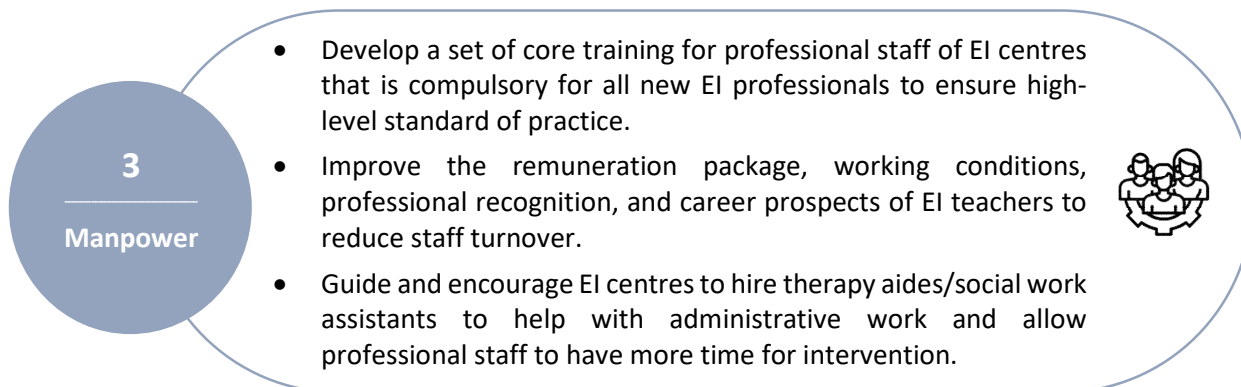 3
Manpower
• Develop a set of core training for professional staff of EI centres
that is compulsory for all new EI professionals to ensure high-
level standard of practice.
• Improve the remuneration package, working conditions,
professional recognition, and career prospects of EI teachers to
reduce staff turnover.
• Guide and encourage EI centres to hire therapy aides/social work
assistants to help with administrative work and allow
professional staff to have more time for intervention.